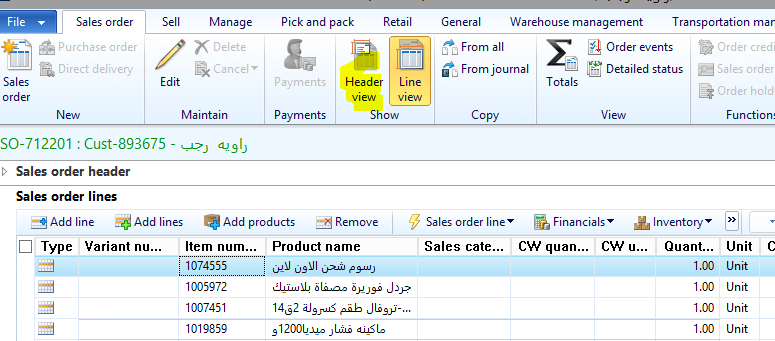 File Sales order Sell Manage Pick and pack Retail General Warehouse management Transportation
Sales order
Purchase order
Direct delivery
New
Edit
Delete
Cancel
Maintain
Payments
Payments
Header view
Line view
Show
From all
From journal
Copy
Totals
Order events
Detailed status
View
Order
Sales order
Order
Functions
SO-712201 : Cust-893675 - راويه رجب
Sales order header
Sales order lines
Add line Add lines Add products Remove Sales order line Financials Inventory »
Type Variant nu... Item num... Product name Sales cate... CW quan... CW u... Quant... Unit
1074555 رسوم شحن الاون لاين 1.00 Unit
1005972 جردل فوريرة مصفاة بلاستيك 1.00 Unit
1007451 تروفال طقم كسرولة 2ق14-... 1.00 Unit
1019859 ماكينه فشار ميديا1200و 1.00 Unit